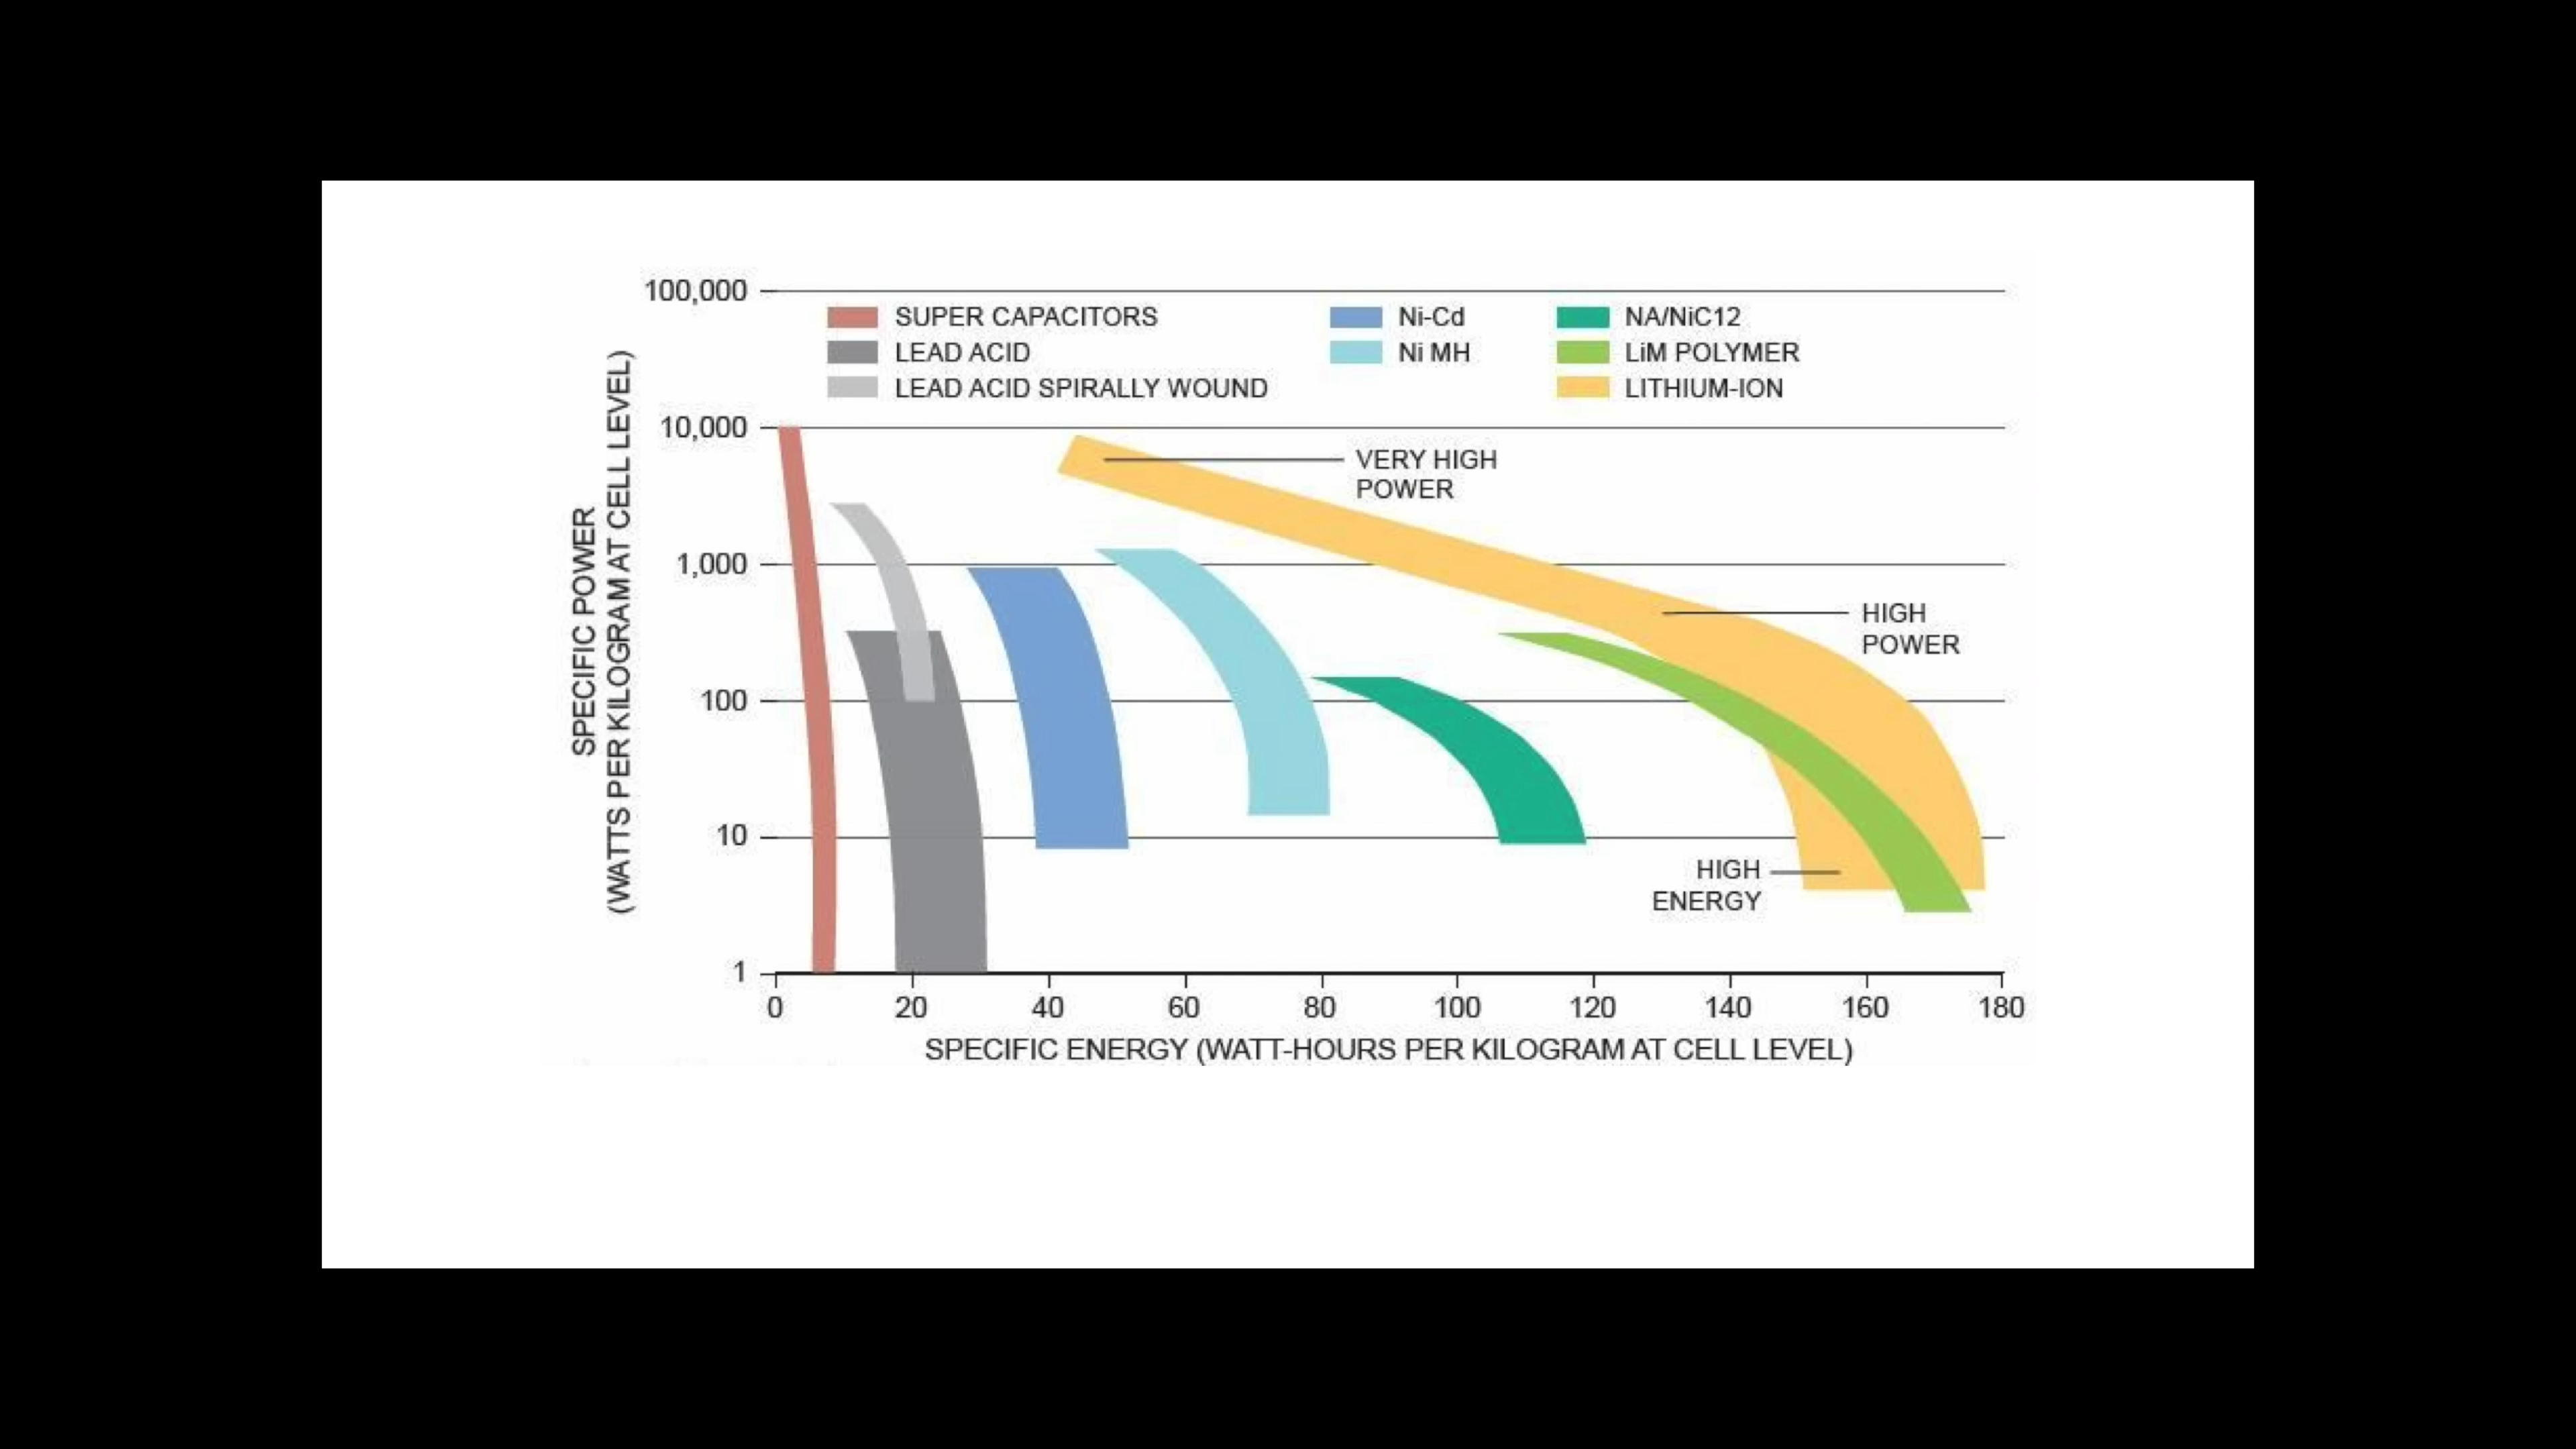 100,000
SUPER CAPACITORS
LEAD ACID
LEAD ACID SPIRALLY WOUND
Ni-Cd
Ni MH
NA/NiC12
LiM POLYMER
LITHIUM-ION
10,000
1,000
100
10
1
SPECIFIC POWER
(WATTS PER KILOGRAM AT CELL LEVEL)
VERY HIGH
POWER
HIGH
POWER
HIGH
ENERGY
0 20 40 60 80 100 120 140 160 180
SPECIFIC ENERGY (WATT-HOURS PER KILOGRAM AT CELL LEVEL)